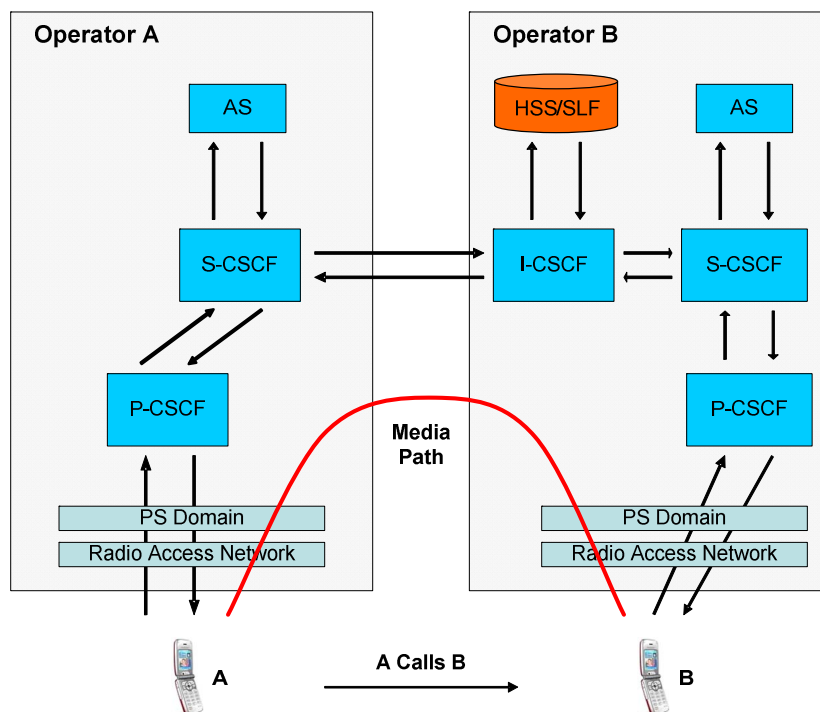 Operator A
Operator B
AS
HSS/SLF
AS
S-CSCF
I-CSCF
S-CSCF
P-CSCF
P-CSCF
Media
Path
PS Domain
PS Domain
Radio Access Network
Radio Access Network
A
A Calls B
B